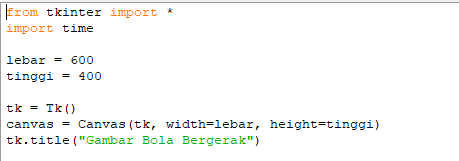 from tkinter import *
import time
lebar = 600
tinggi = 400
tk = Tk()
canvas = Canvas(tk, width=lebar, height=tinggi)
tk.title("Gambar Bola Bergerak")